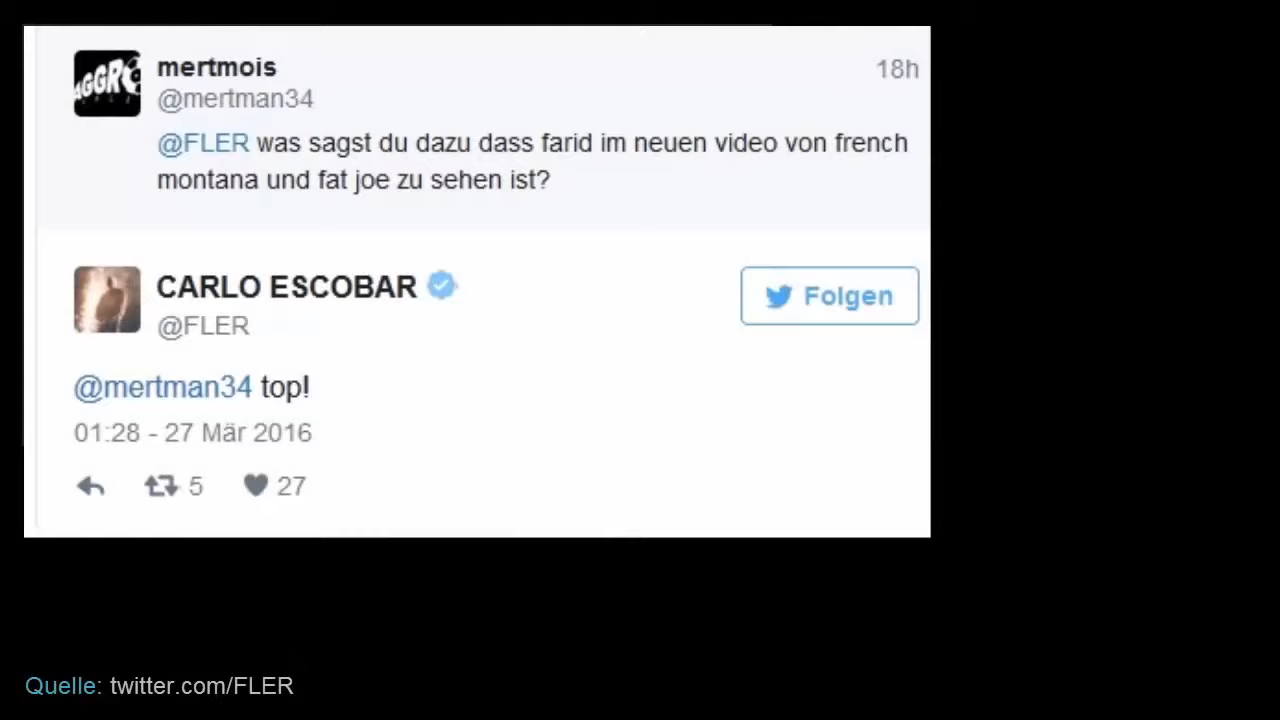 AGGRO
mertmois
18h
@mertman34
@FLER was sagst du dazu dass farid im neuen video von french
montana und fat joe zu sehen ist?
CARLO ESCOBAR
Folgen
@FLER
@mertman34 top!
01:28 - 27 Mär 2016
5 27
Quelle: twitter.com/FLER